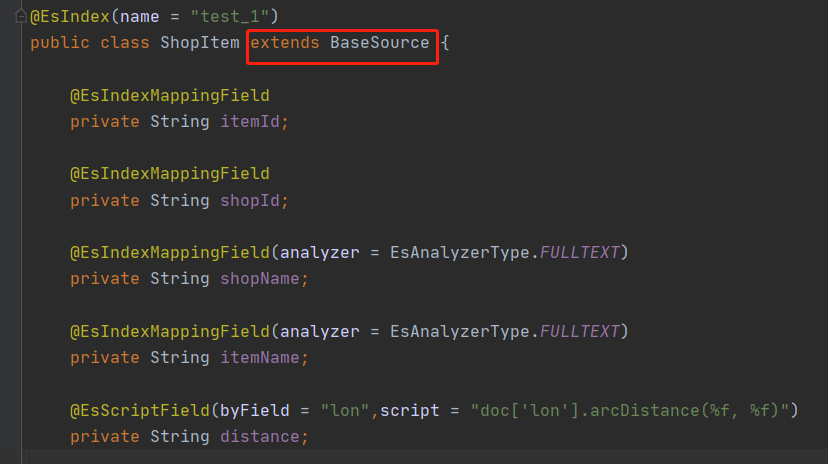 @EsIndex(name = "test_1")
public class ShopItem extends BaseSource {
@EsIndexMappingField
private String itemId;
@EsIndexMappingField
private String shopId;
@EsIndexMappingField(analyzer = EsAnalyzerType.FULLTEXT)
private String shopName;
@EsIndexMappingField(analyzer = EsAnalyzerType.FULLTEXT)
private String itemName;
@EsScriptField(byField = "lon",script = "doc['lon'].arcDistance(%f, %f)")
private String distance;